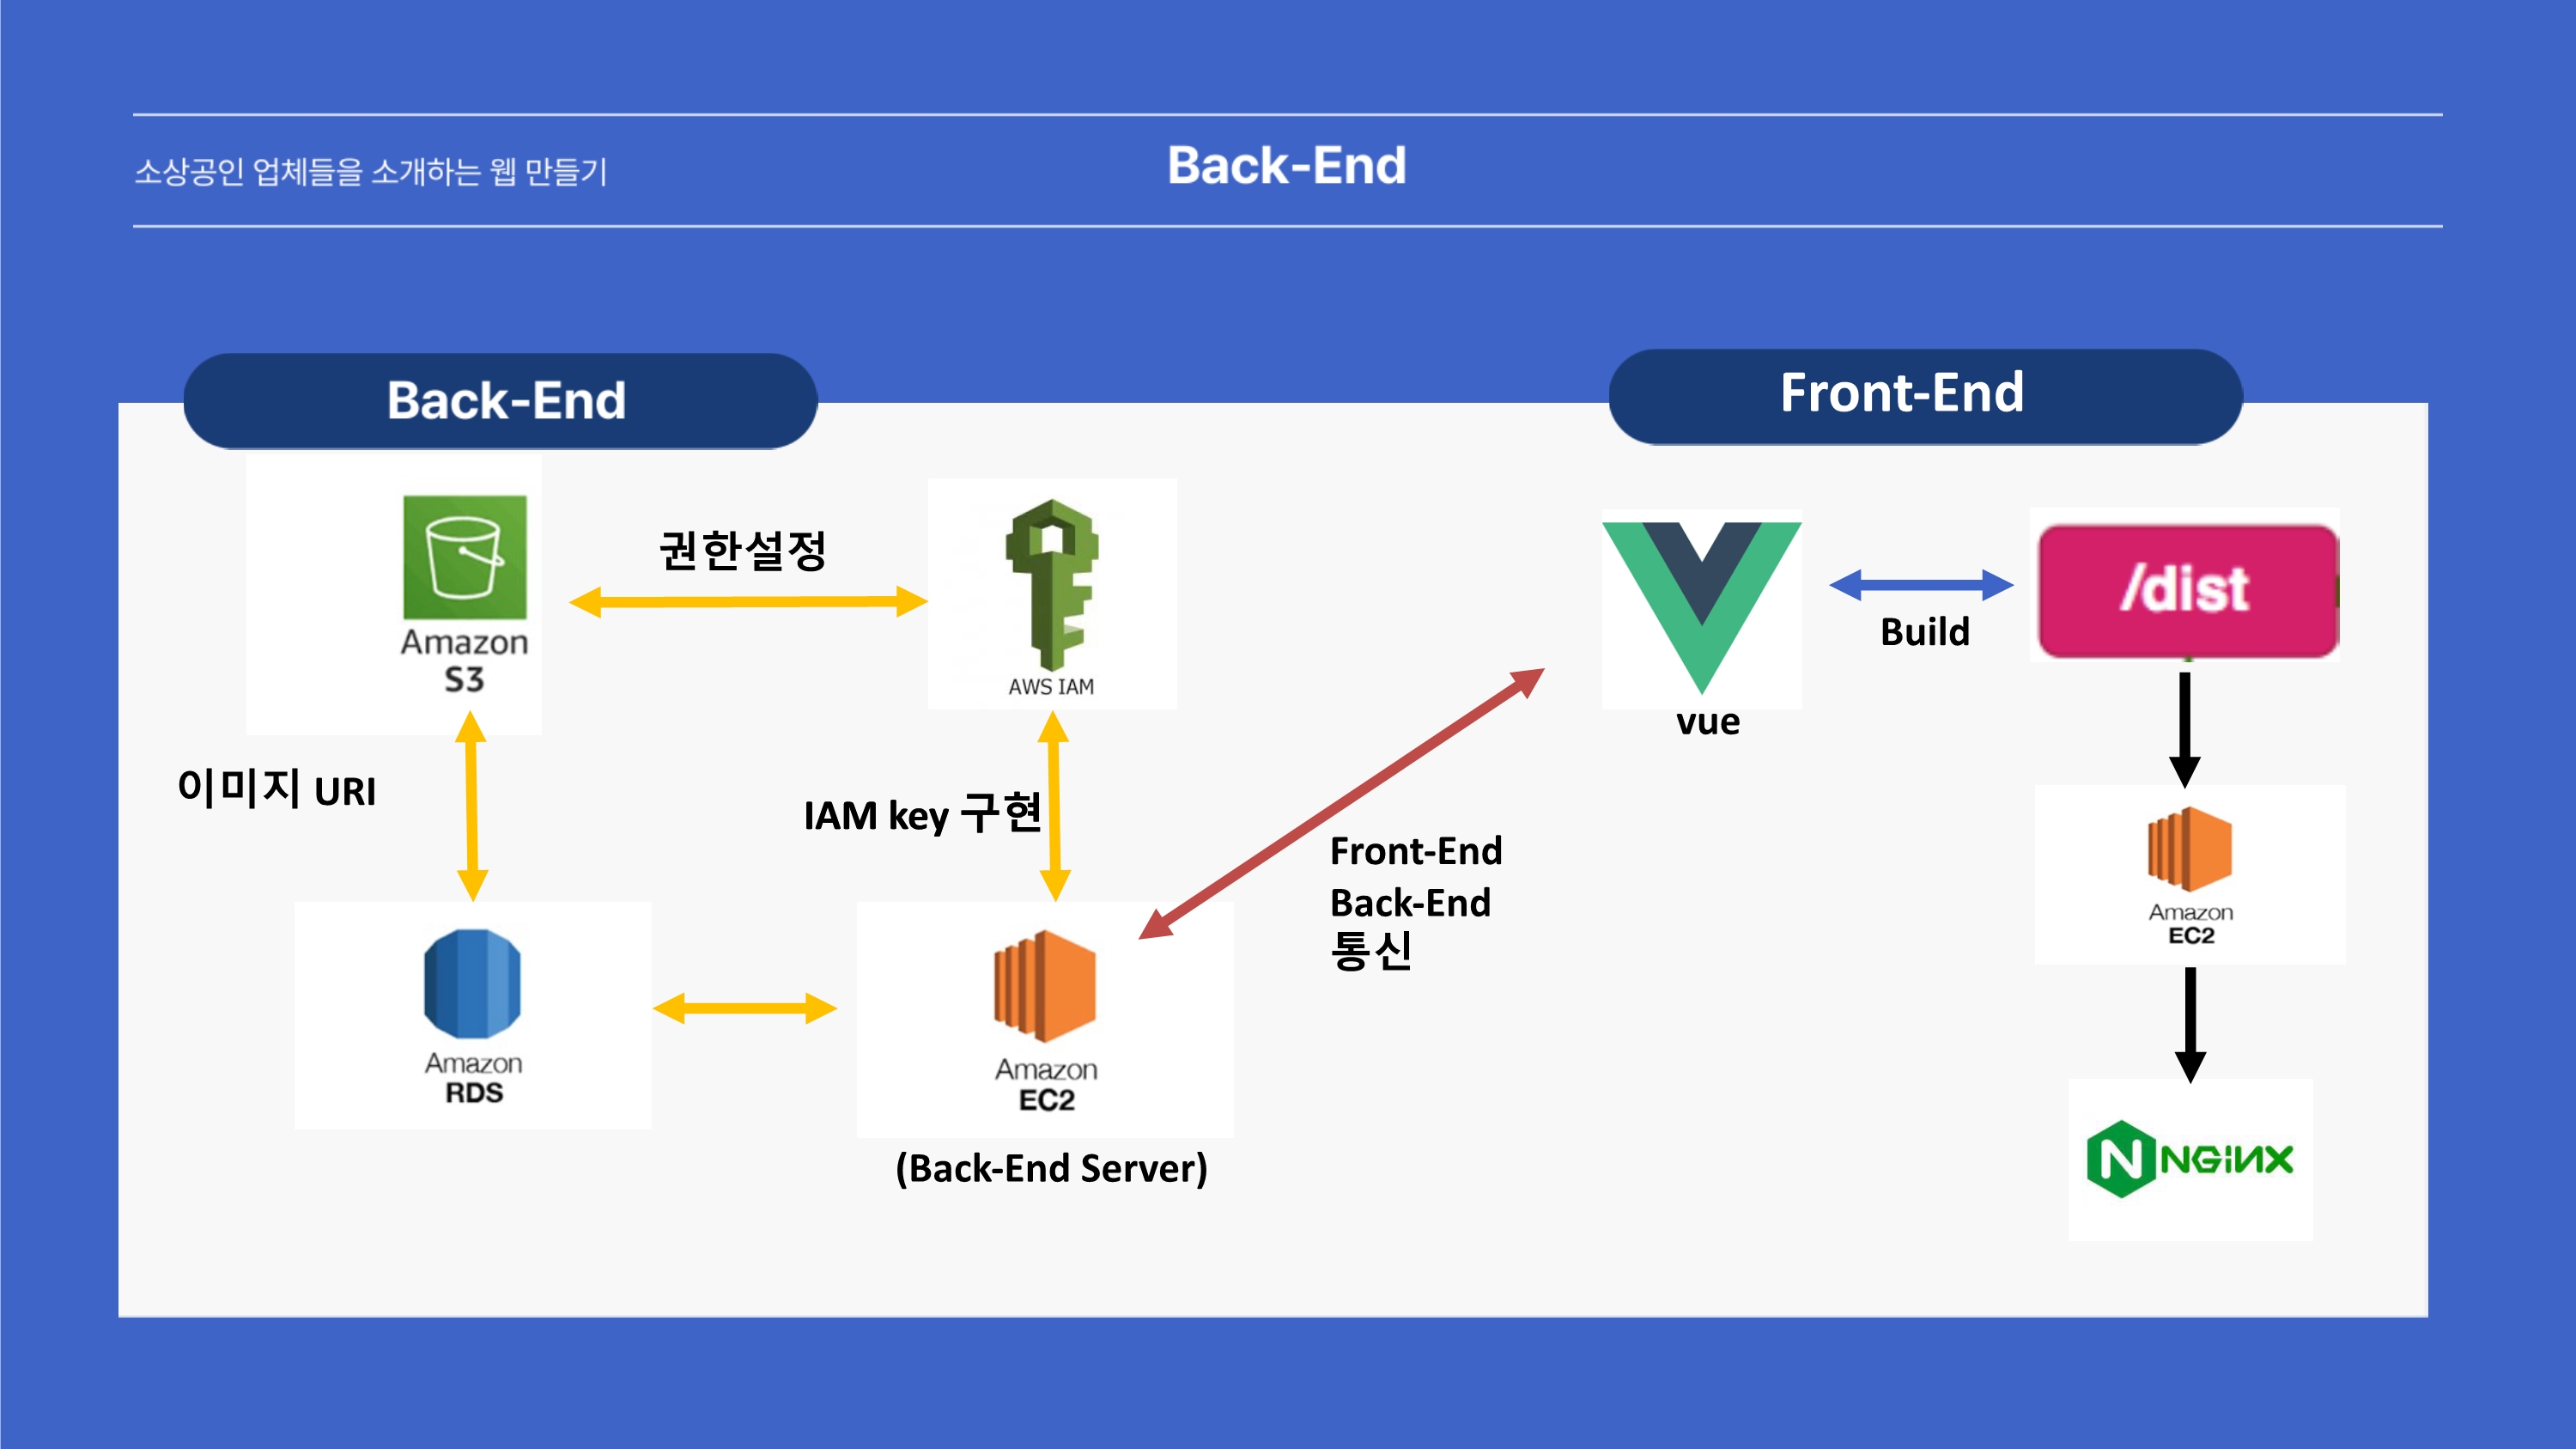 소상공인 업체들을 소개하는 웹 만들기
Back-End
Back-End
Front-End
Amazon
S3
권한설정
AWS IAM
vue
Build
/dist
이미지 URI
IAM key 구현
Front-End
Back-End
통신
Amazon
EC2
Amazon
RDS
Amazon
EC2
(Back-End Server)
N NGINX